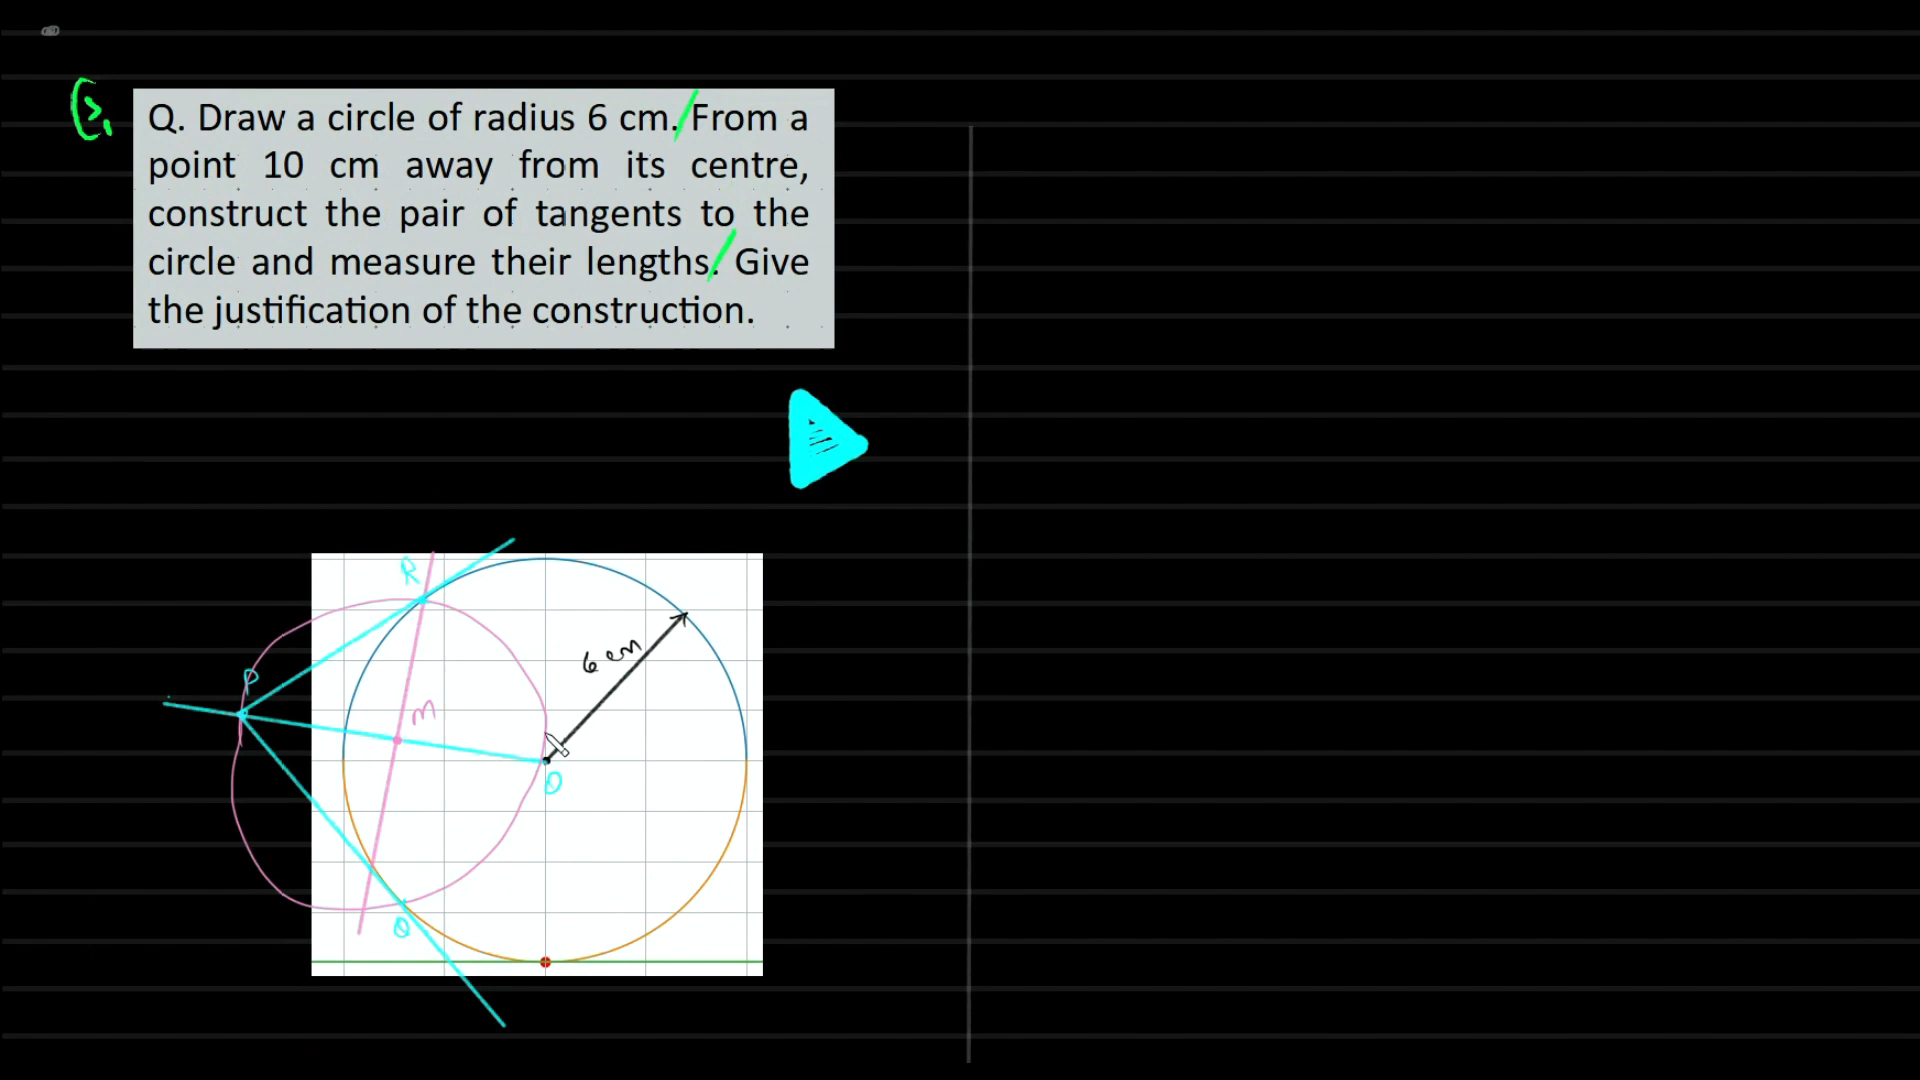 Q. Draw a circle of radius 6 cm. From a
point 10 cm away from its centre,
construct the pair of tangents to the
circle and measure their lengths. Give
the justification of the construction.
R
6 cm
P
M
O
Q